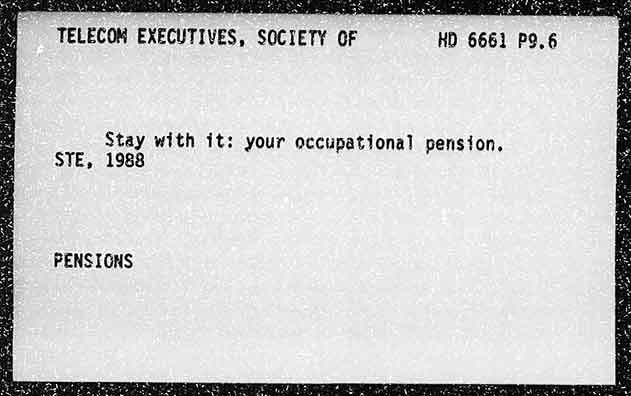 TELECOM EXECUTIVES, SOCIETY OF HD 6661 P9.6
Stay with it: your occupational pension.
STE, 1988
PENSIONS